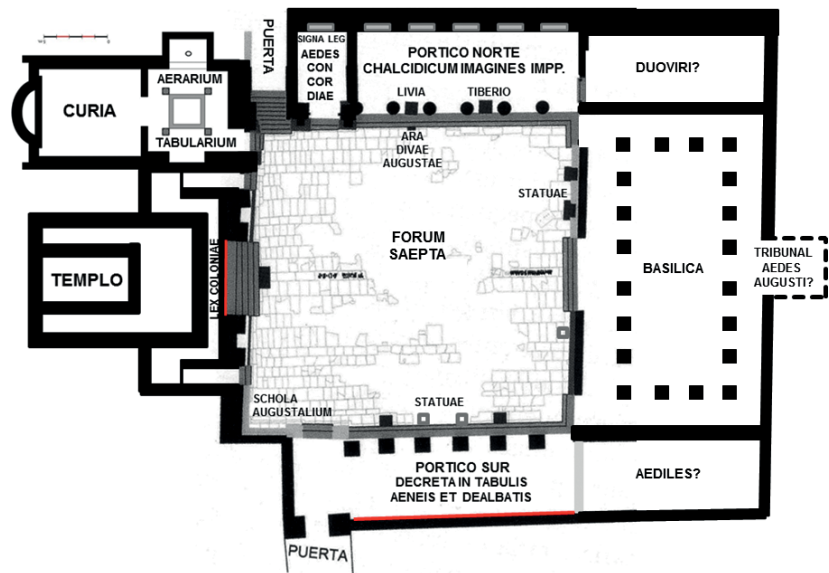 PUERTA
SIGNA LEG
AEDES
CON
COR
DIAE
PORTICO NORTE
CHALCIDICUM IMAGINES IMPP.
LIVIA
TIBERIO
DUOVIRI?
AERARIUM
CURIA
TABULARIUM
ARA
DIVAE
AUGUSTAE
STATUAE
FORUM
SAEPTA
TEMPLO
LEX COLONIAE
BASILICA
TRIBUNAL
AEDES
AUGUSTI?
SCHOLA
AUGUSTALIUM
STATUAE
PORTICO SUR
DECRETA IN TABULIS
AENEIS ET DEALBATIS
AEDILES?
PUERTA